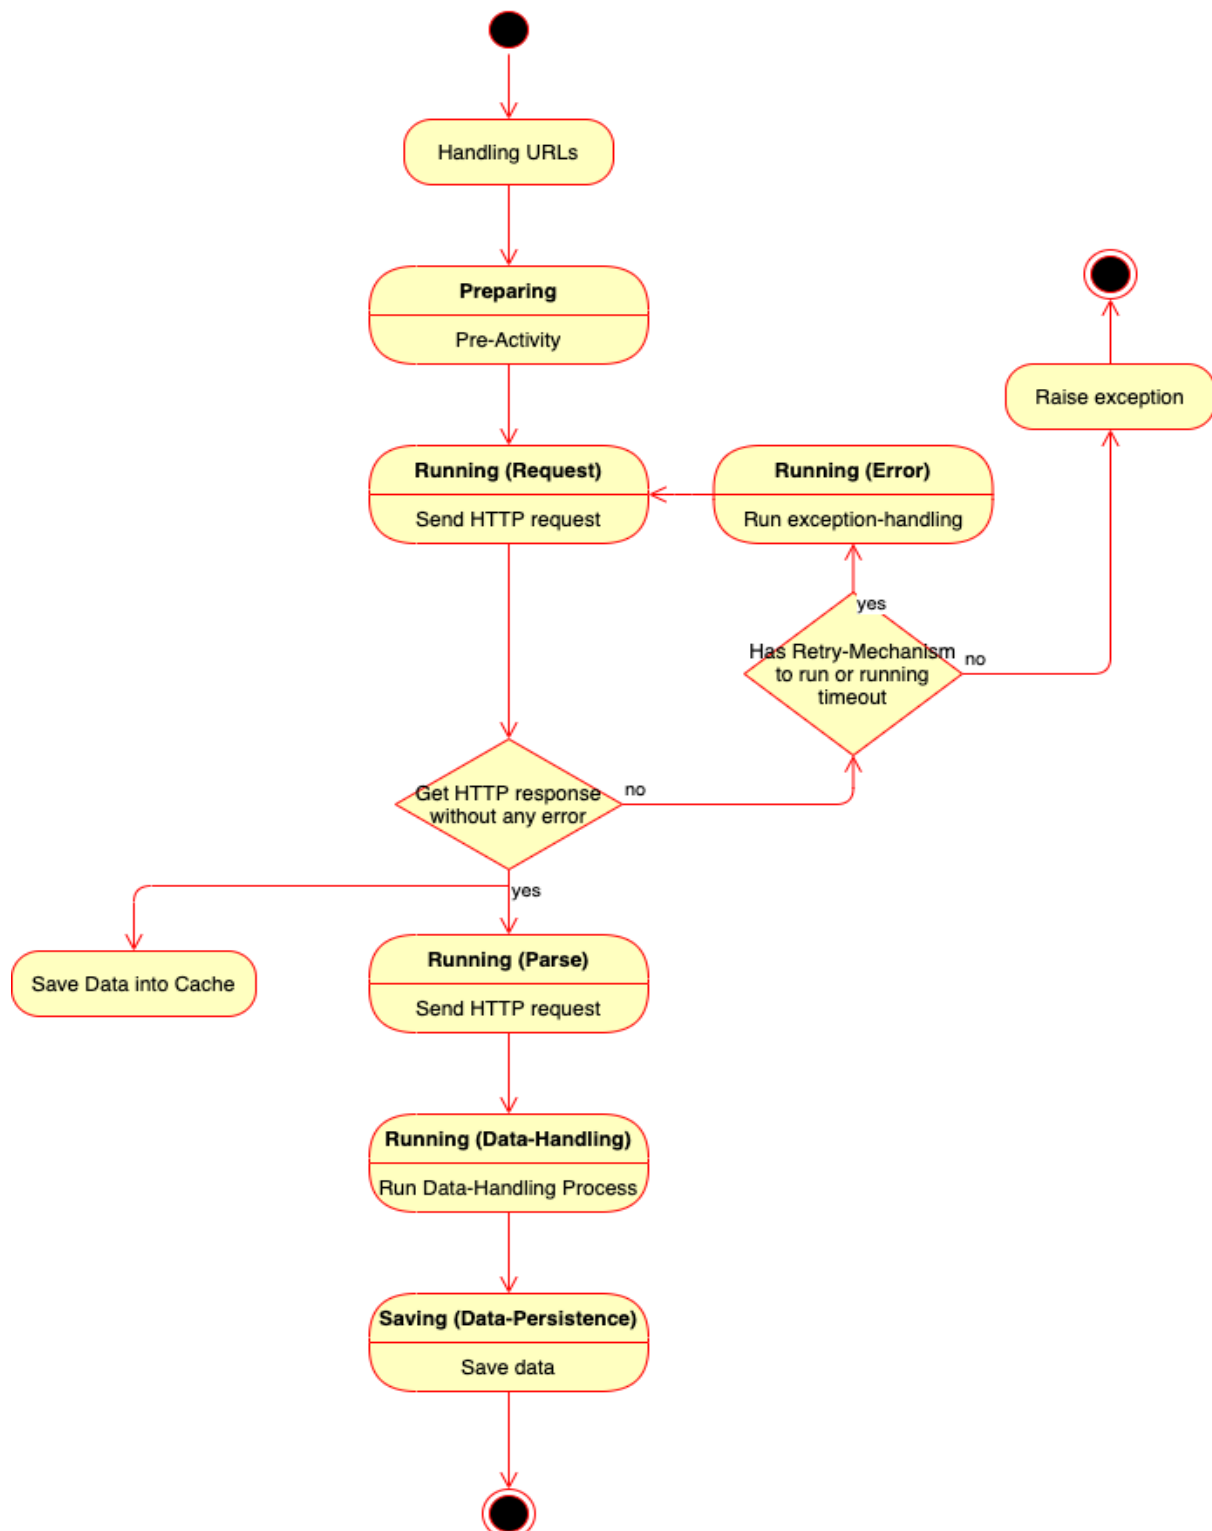 Handling URLs
Preparing
Pre-Activity
Raise exception
Running (Request)
Send HTTP request
Running (Error)
Run exception-handling
yes
Has Retry-Mechanism
to run or running
timeout
no
Get HTTP response
without any error
no
yes
Save Data into Cache
Running (Parse)
Send HTTP request
Running (Data-Handling)
Run Data-Handling Process
Saving (Data-Persistence)
Save data